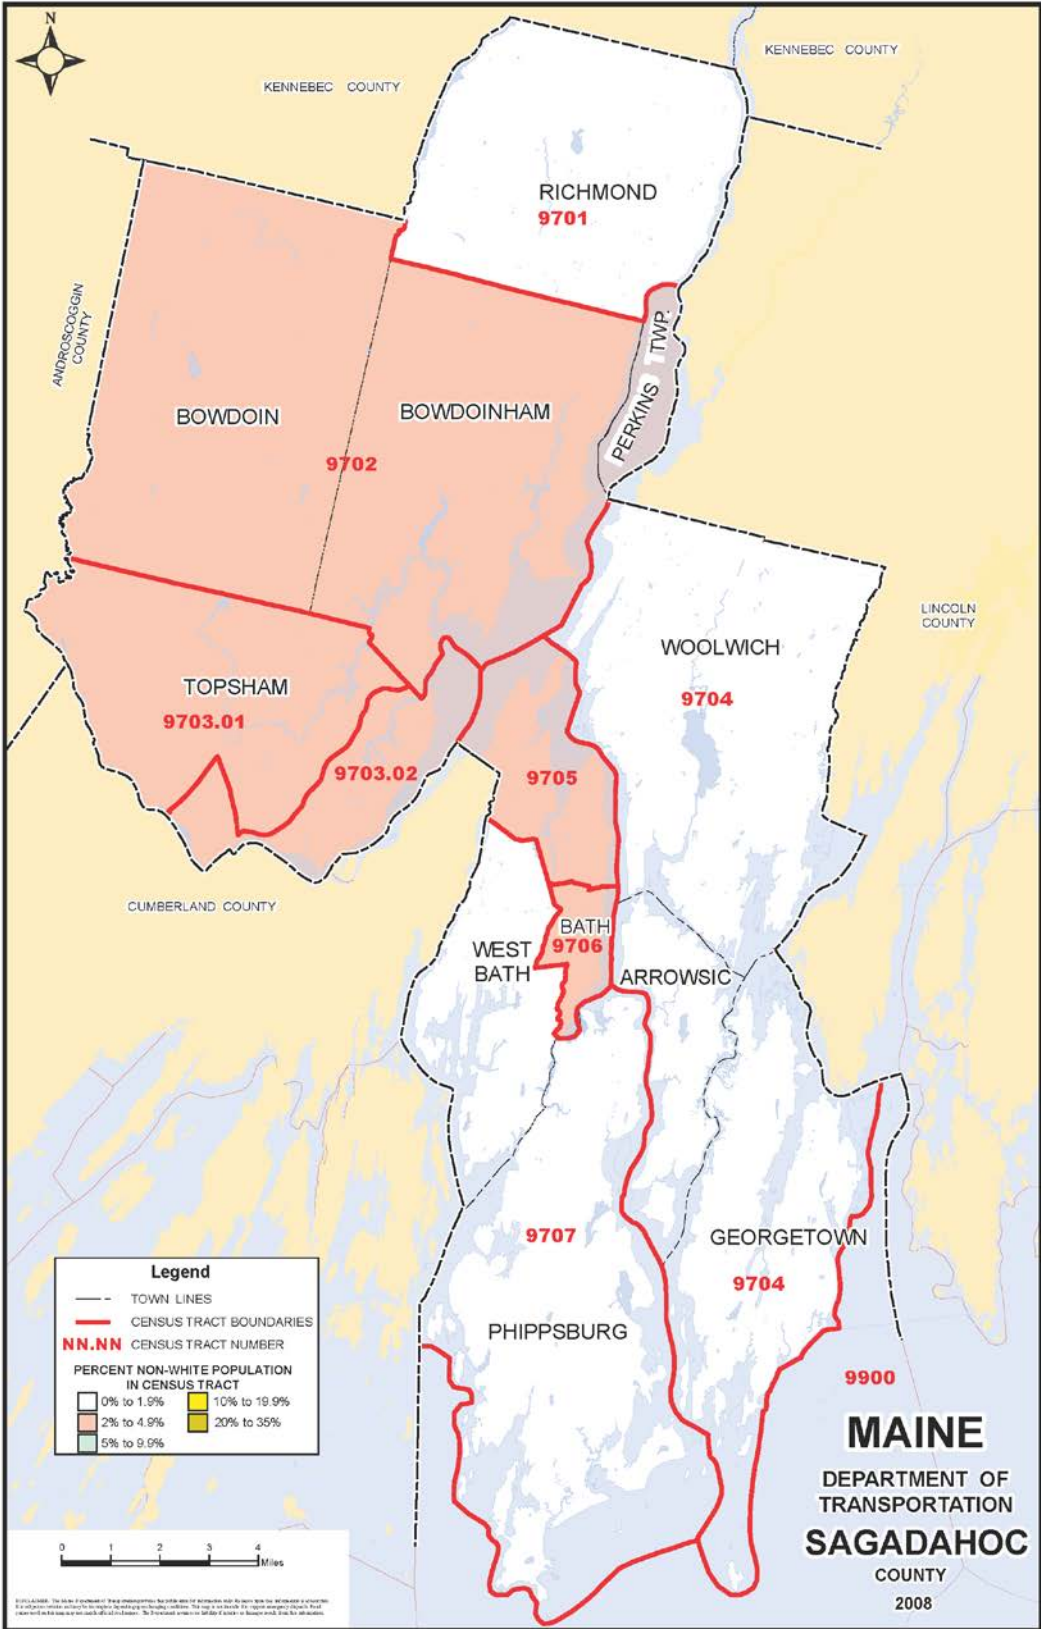 N
KENNEBEC COUNTY
KENNEBEC COUNTY
RICHMOND
9701
ANDROSCOGGIN
COUNTY
PERKINS TWP.
BOWDOIN
BOWDOINHAM
9702
LINCOLN
COUNTY
WOOLWICH
9704
TOPSHAM
9703.01
9703.02
9705
CUMBERLAND COUNTY
BATH
9706
WEST
BATH
ARROWSIC
9707
GEORGETOWN
9704
PHIPPSBURG
9900
Legend
TOWN LINES
CENSUS TRACT BOUNDARIES
NN.NN CENSUS TRACT NUMBER
PERCENT NON-WHITE POPULATION
IN CENSUS TRACT
0% to 1.9% 10% to 19.9%
2% to 4.9% 20% to 35%
5% to 9.9%
MAINE
DEPARTMENT OF
TRANSPORTATION
SAGADAHOC
COUNTY
2008
0 1 2 3 4
Miles